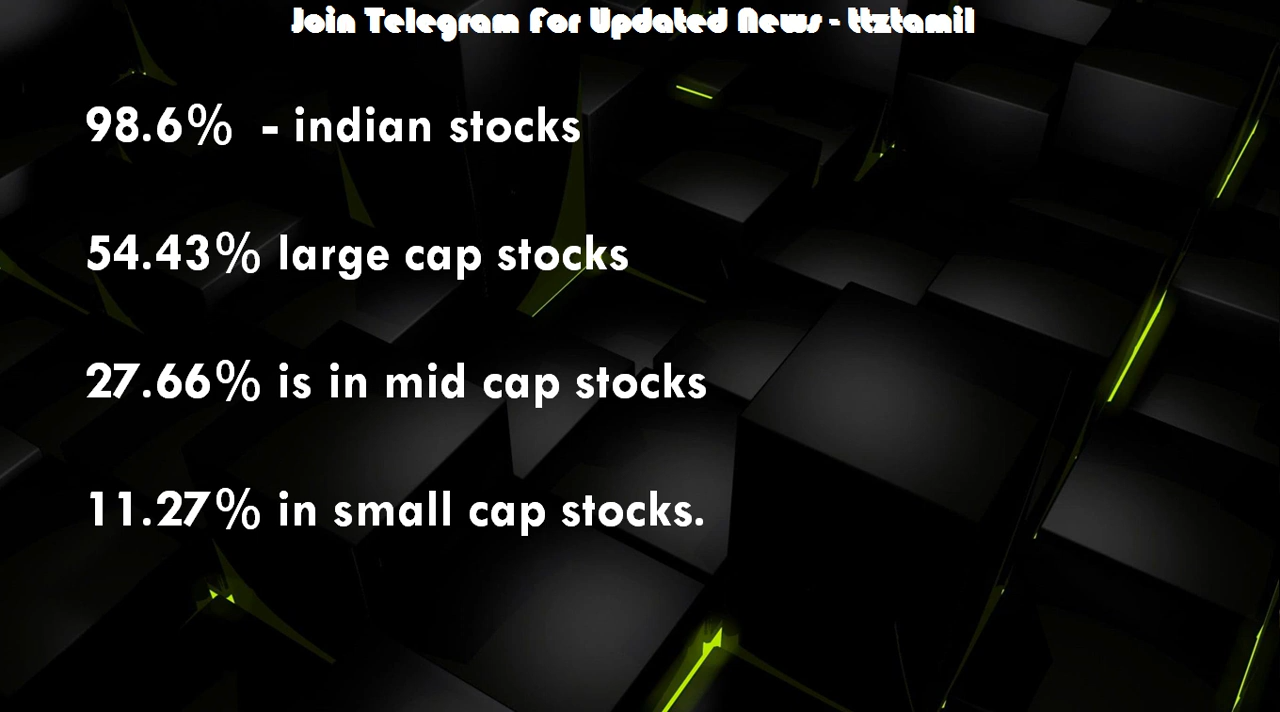 Join Telegram For Updated News - ttztamil
98.6% - indian stocks
54.43% large cap stocks
27.66% is in mid cap stocks
11.27% in small cap stocks.